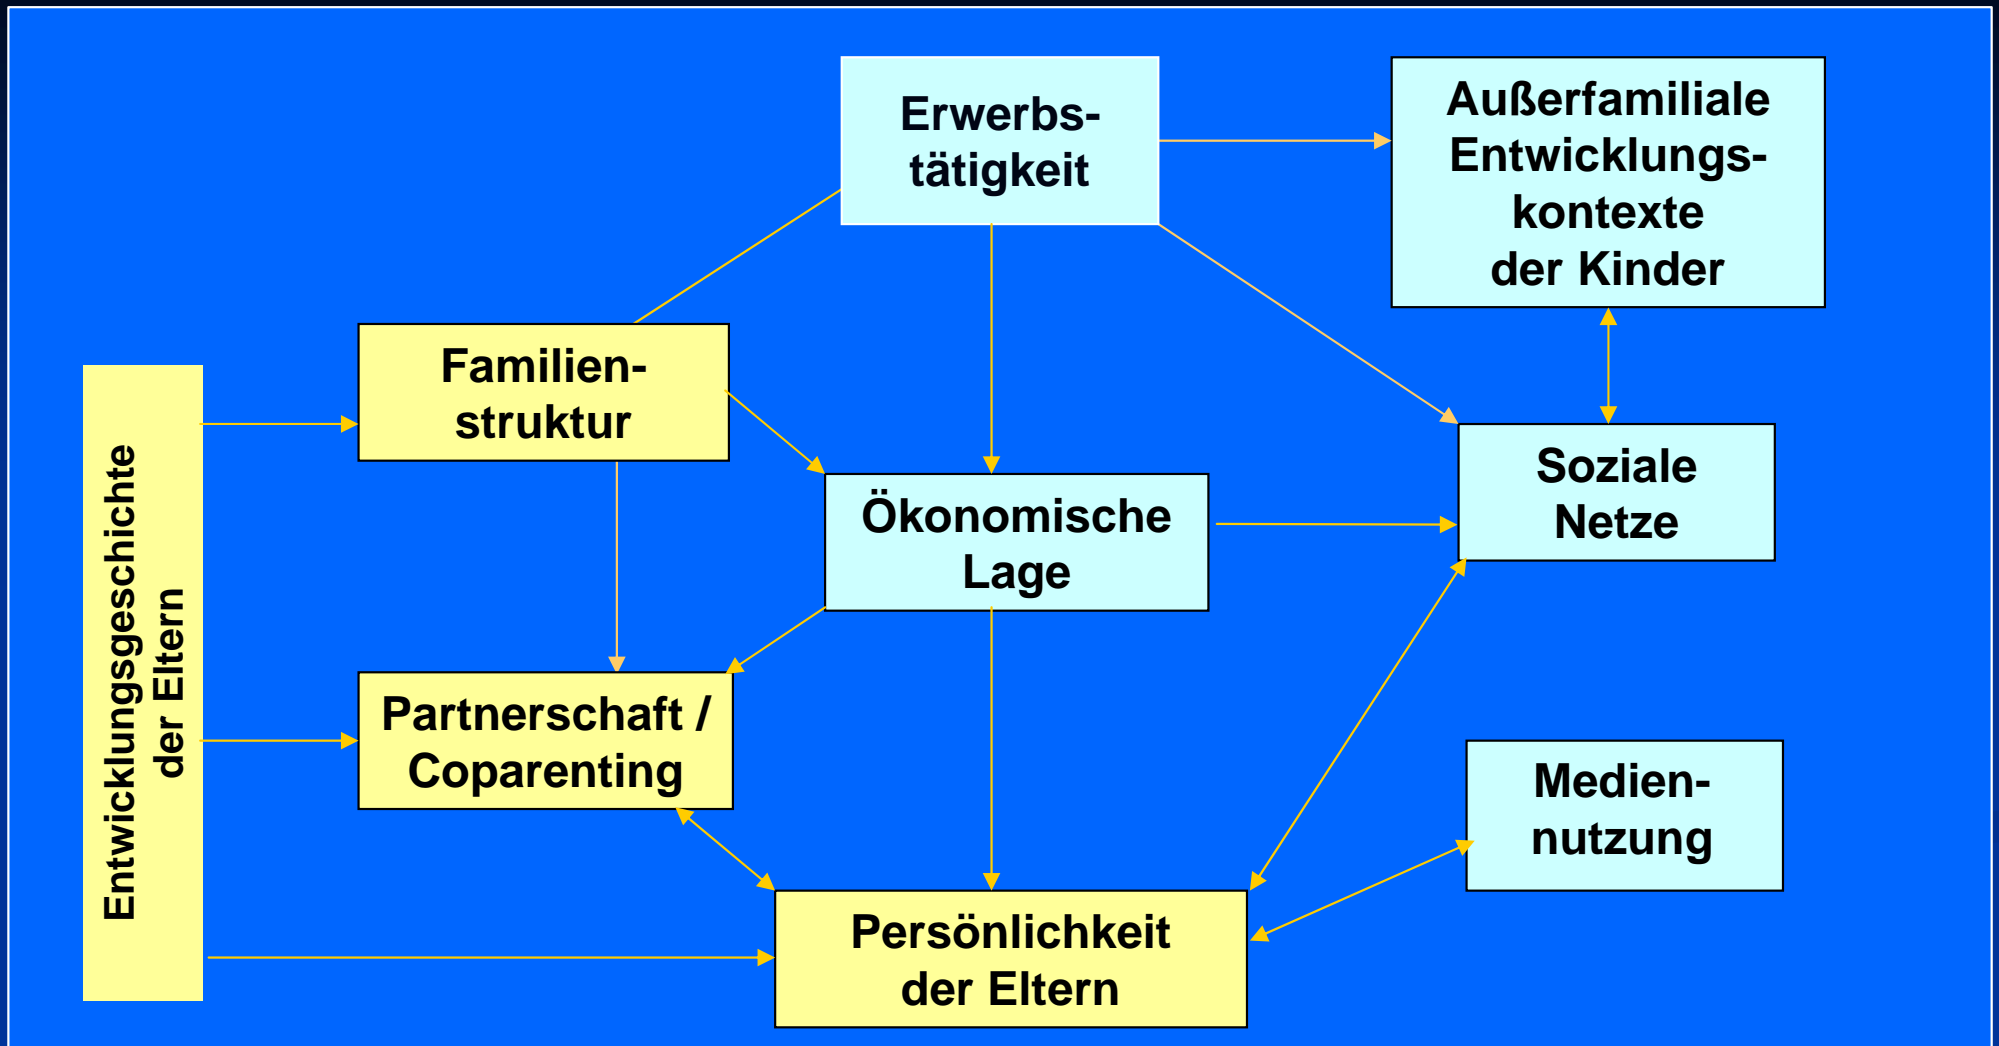 Erwerbs-
tätigkeit
Außerfamiliale
Entwicklungs-
kontexte
der Kinder
Familien-
struktur
Entwicklungsgeschichte
der Eltern
Ökonomische
Lage
Soziale
Netze
Partnerschaft /
Coparenting
Medien-
nutzung
Persönlichkeit
der Eltern